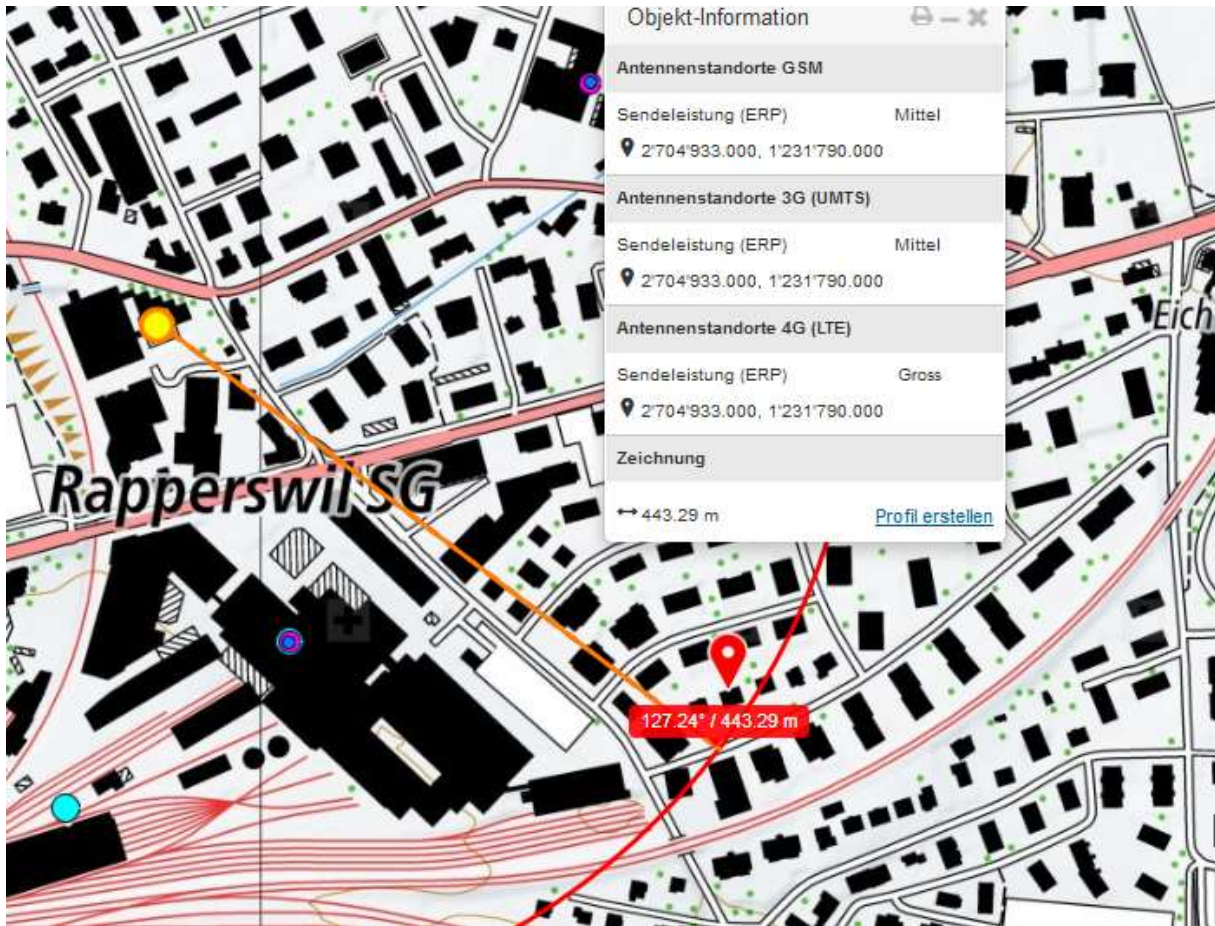 Objekt-Information
Antennenstandorte GSM
Sendeleistung (ERP) Mittel
2'704'933.000, 1'231'790.000
Antennenstandorte 3G (UMTS)
Sendeleistung (ERP) Mittel
2'704'933.000, 1'231'790.000
Antennenstandorte 4G (LTE)
Sendeleistung (ERP) Gross
2'704'933.000, 1'231'790.000
Zeichnung
443.29 m Profil erstellen
Eich
Rapperswil SG
127.24° / 443.29 m